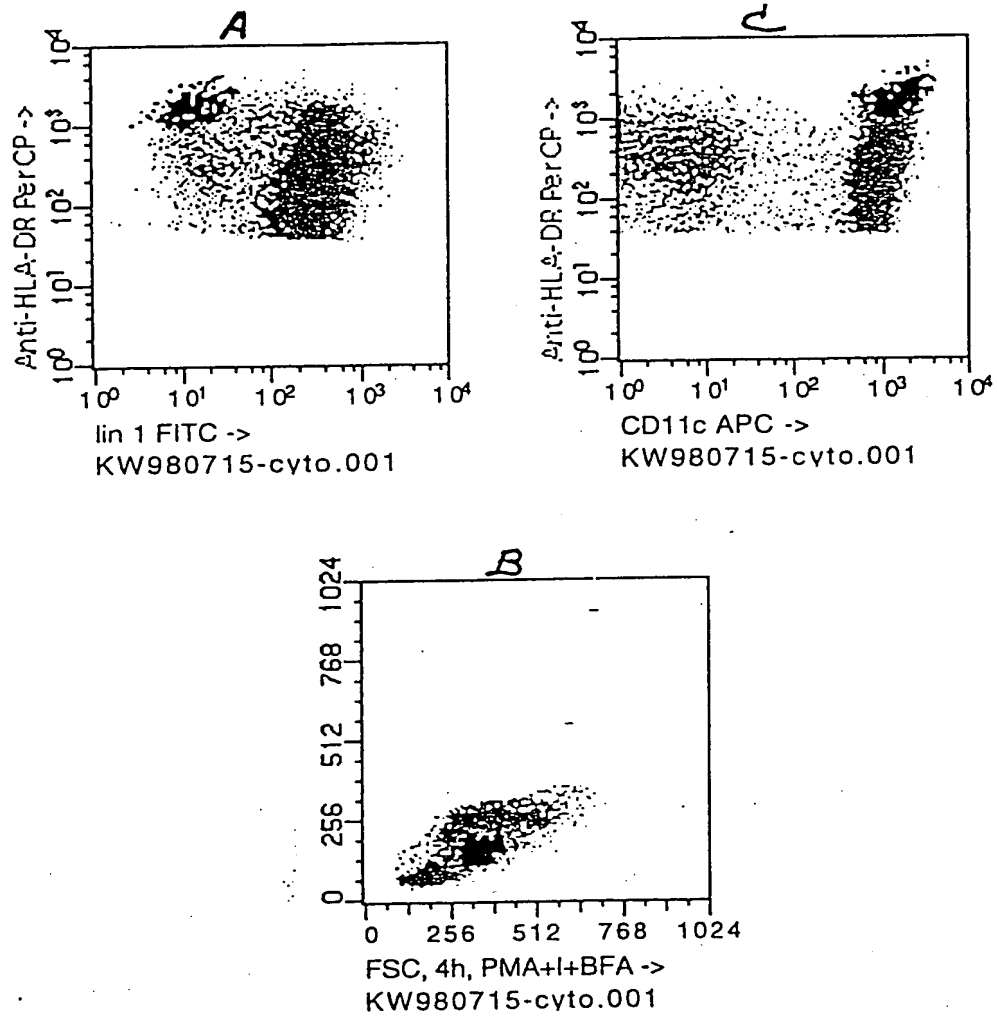 A
10⁴
10³
10²
10¹
10⁰
Anti-HLA-DR PerCP ->
10⁰ 10¹ 10² 10³ 10⁴
lin 1 FITC ->
KW980715-cyto.001
C
10⁴
10³
10²
10¹
10⁰
Anti-HLA-DR PerCP ->
10⁰ 10¹ 10² 10³ 10⁴
CD11c APC ->
KW980715-cyto.001
B
1024
768
512
256
0
0 256 512 768 1024
FSC, 4h, PMA+I+BFA ->
KW980715-cyto.001